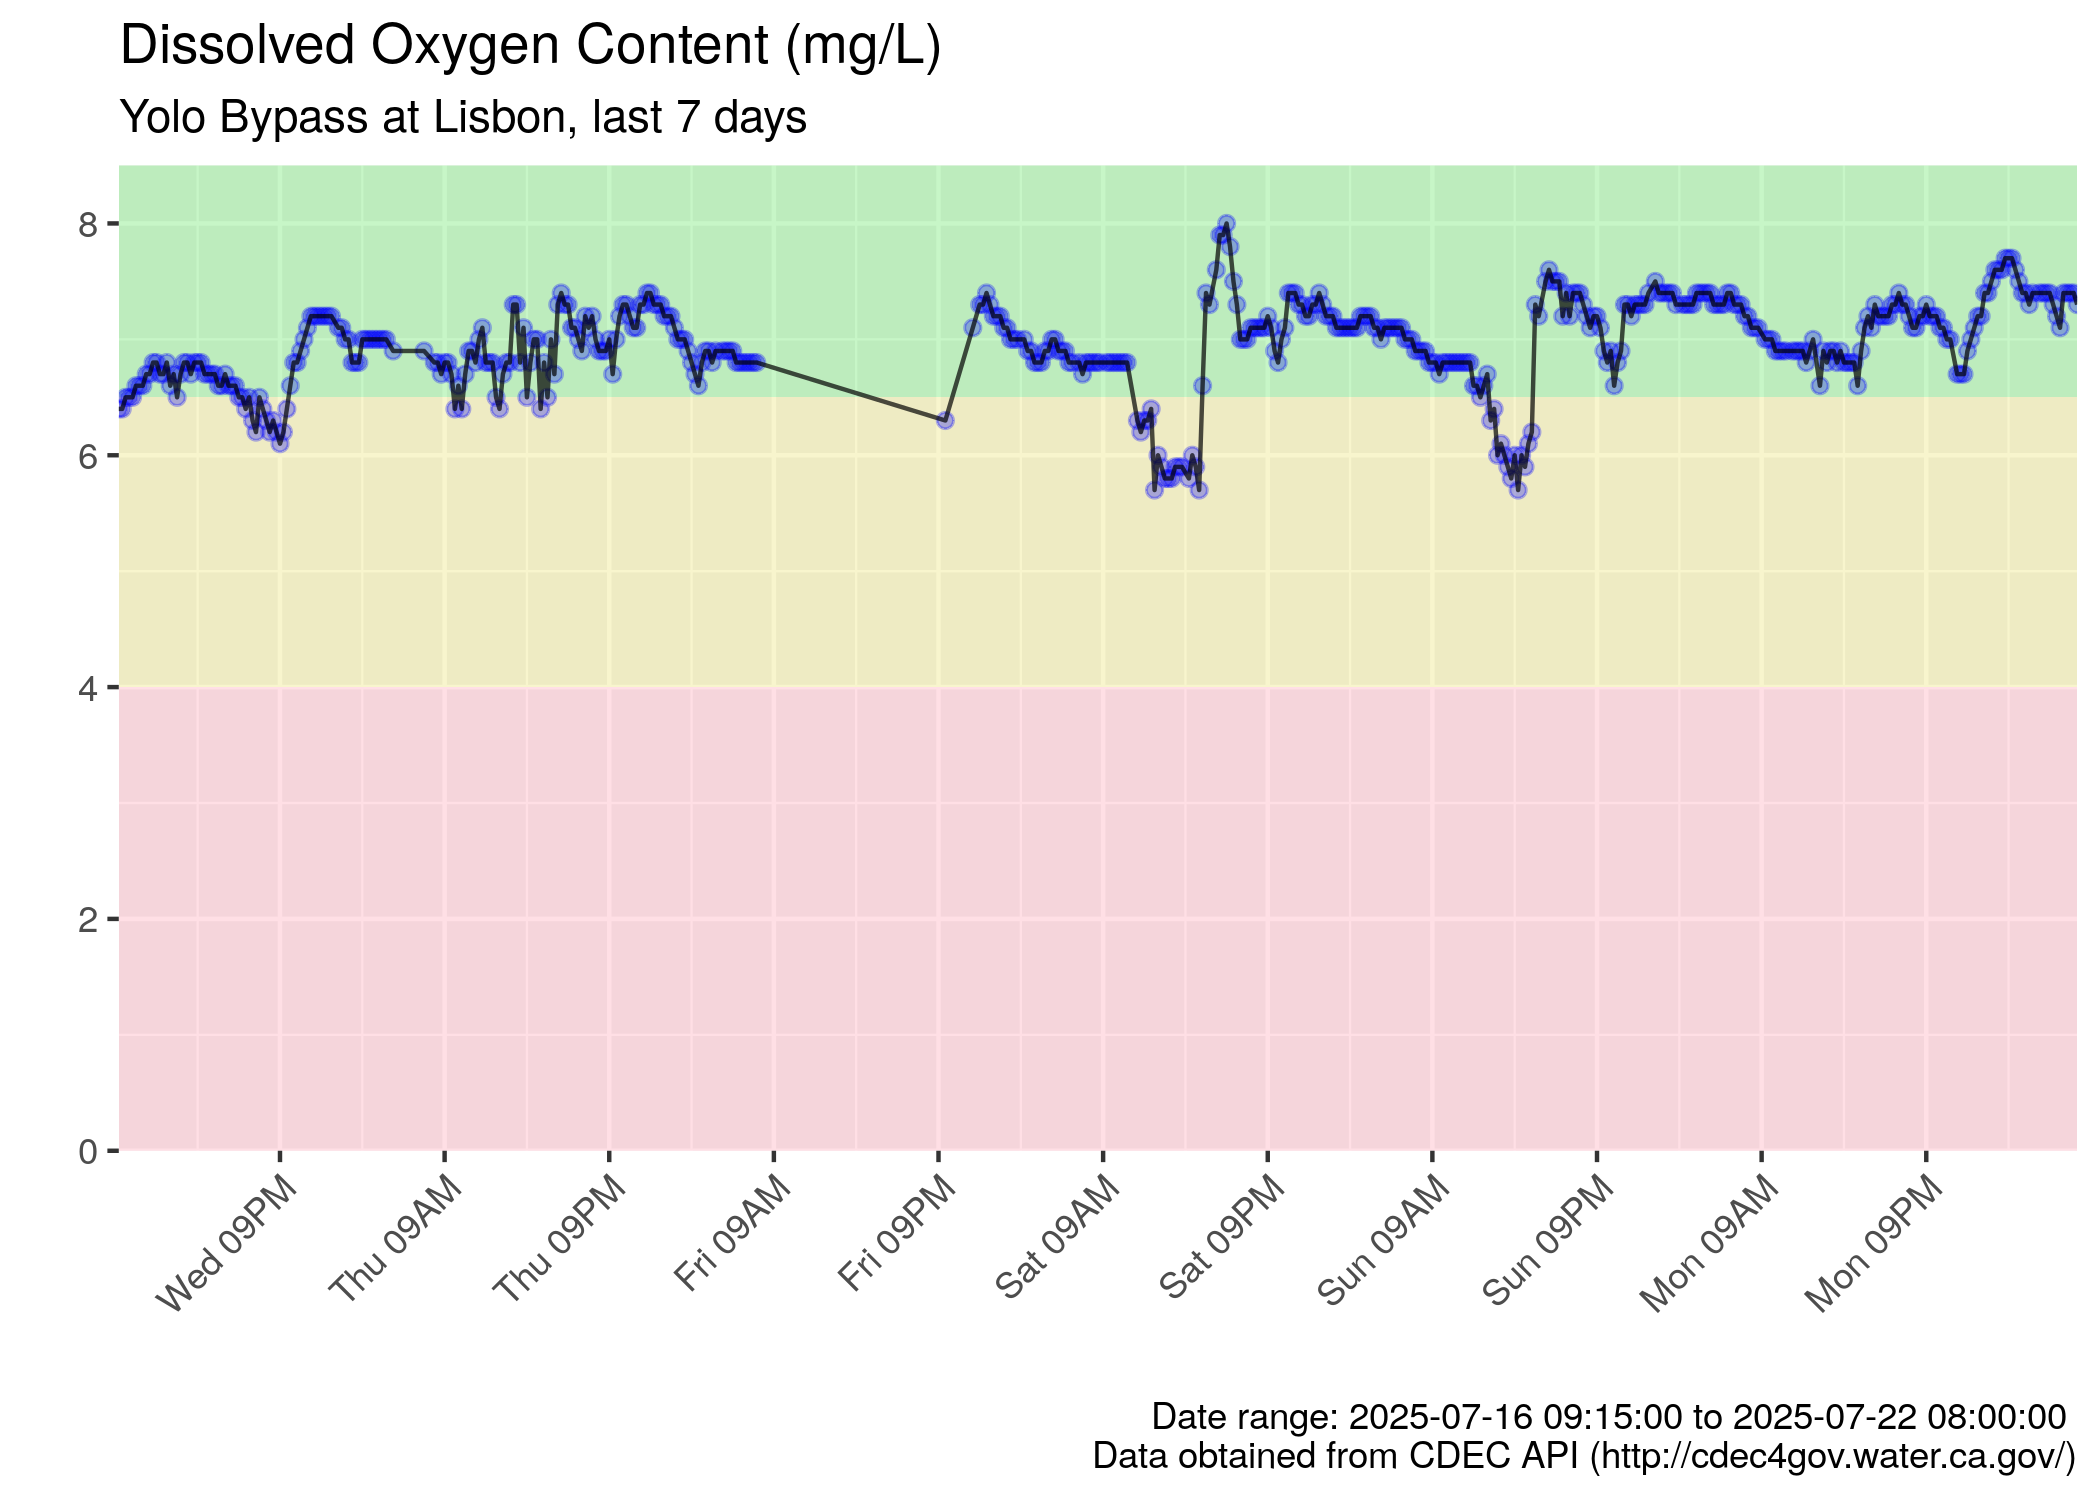 Dissolved Oxygen Content (mg/L)
Yolo Bypass at Lisbon, last 7 days
8
6
4
2
0
Wed 09PM
Thu 09AM
Thu 09PM
Fri 09AM
Fri 09PM
Sat 09AM
Sat 09PM
Sun 09AM
Sun 09PM
Mon 09AM
Mon 09PM
Date range: 2025-07-16 09:15:00 to 2025-07-22 08:00:00
Data obtained from CDEC API (http://cdec4gov.water.ca.gov/)